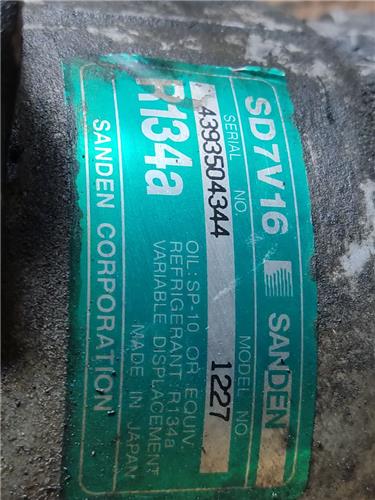 SD7V16 SANDEN
SERIAL NO. MODEL NO.
4393504344 1227
R134a
OIL: SP-10 OR EQUIV.
REFRIGERANT: R134a
VARIABLE DISPLACEMENT
SANDEN CORPORATION MADE IN JAPAN